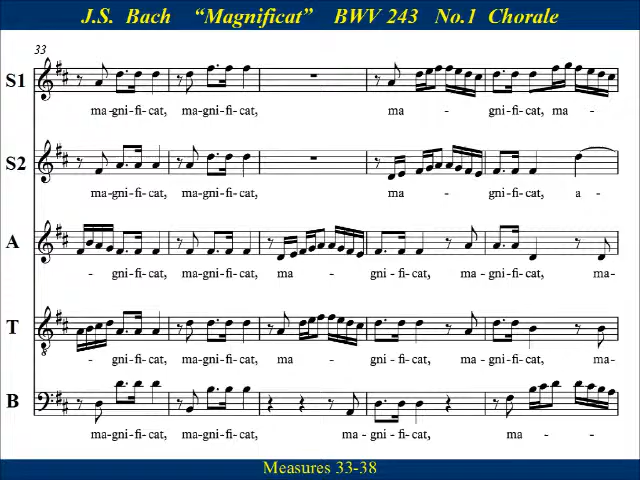 J.S. Bach “Magnificat” BWV 243 No.1 Chorale
33
S1
ma-gni-fi-cat, ma-gni-fi-cat, ma - gni-fi-cat, ma -
S2
ma-gni-fi-cat, ma-gni-fi-cat, ma - gni-fi-cat, a -
A
- gni-fi-cat, ma-gni-fi-cat, ma - gni-fi-cat, ma - gni-fi-cat, ma-
T
- gni-fi-cat, ma-gni-fi-cat, ma - gni-fi-cat, ma - gni-fi-cat, ma-
B
ma-gni-fi-cat, ma-gni-fi-cat, ma - gni-fi-cat, ma - -
Measures 33-38